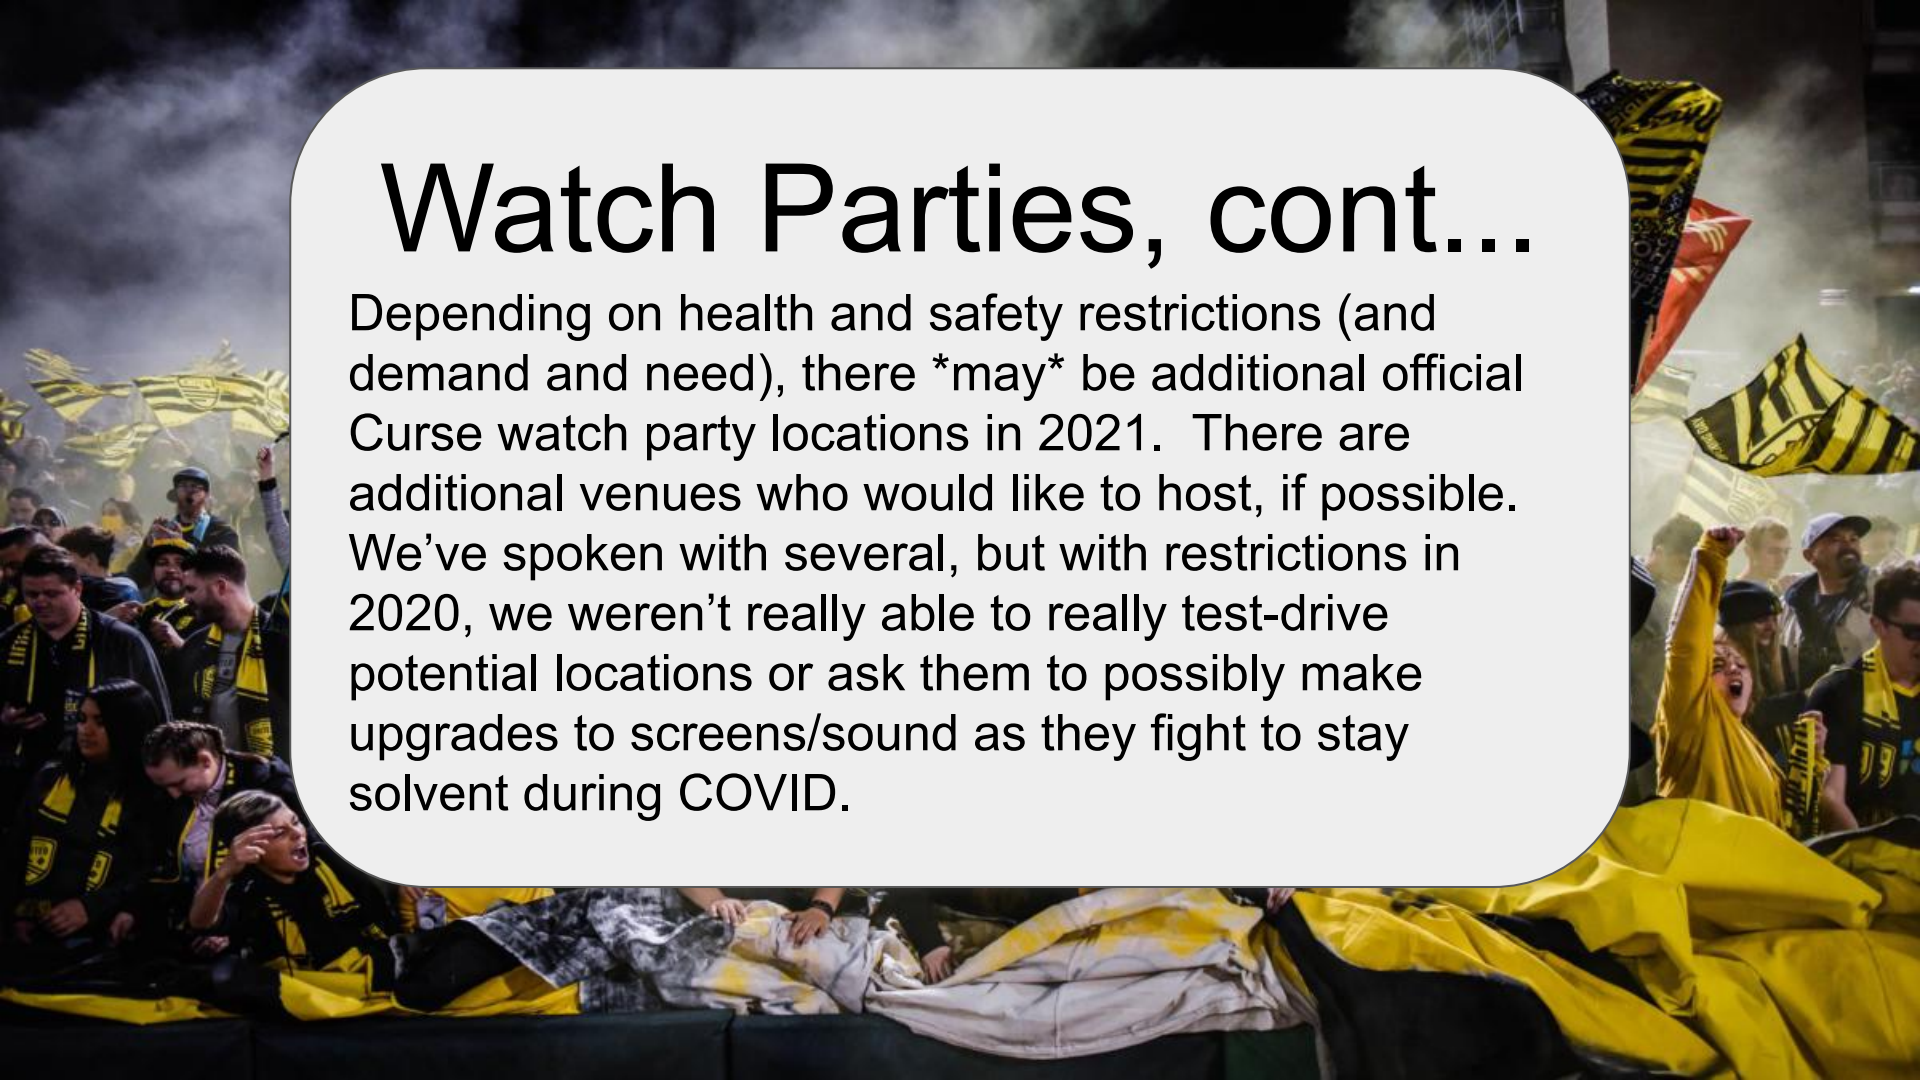 Watch Parties, cont...
Depending on health and safety restrictions (and
demand and need), there *may* be additional official
Curse watch party locations in 2021.  There are
additional venues who would like to host, if possible.
We’ve spoken with several, but with restrictions in
2020, we weren’t really able to really test-drive
potential locations or ask them to possibly make
upgrades to screens/sound as they fight to stay
solvent during COVID.